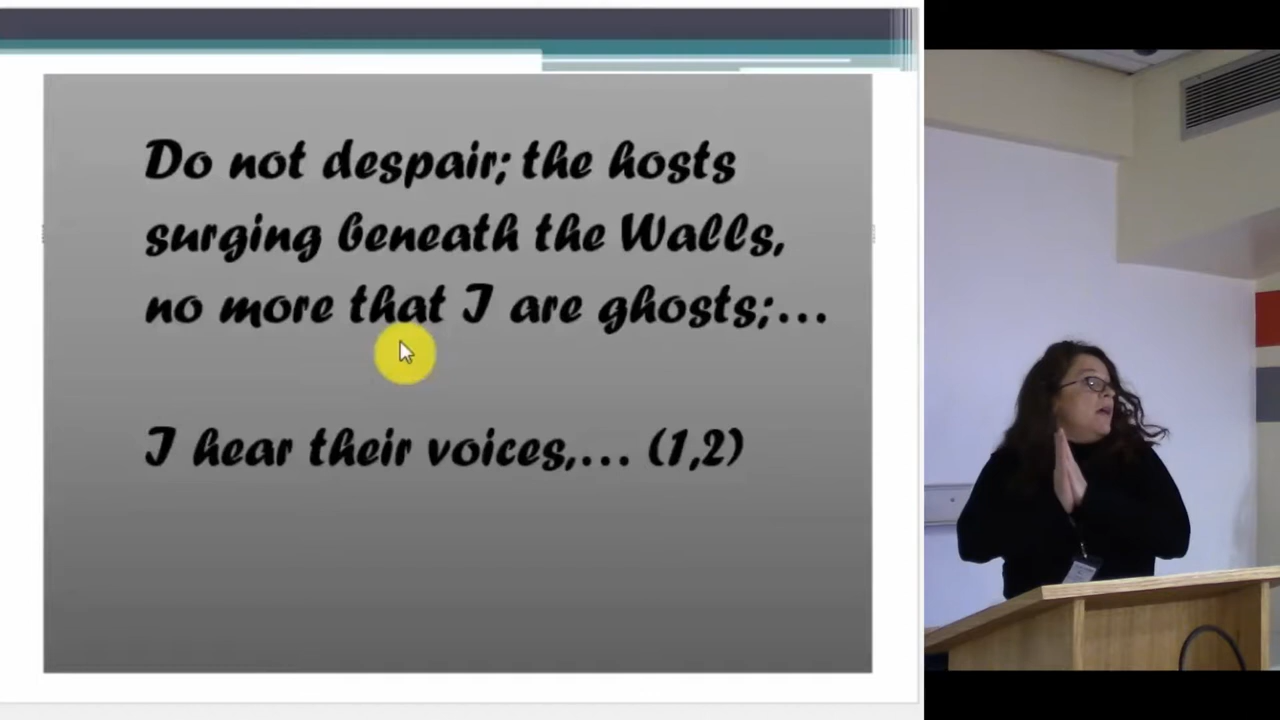 Do not despair; the hosts
surging beneath the Walls,
no more that I are ghosts;...
I hear their voices,... (1,2)